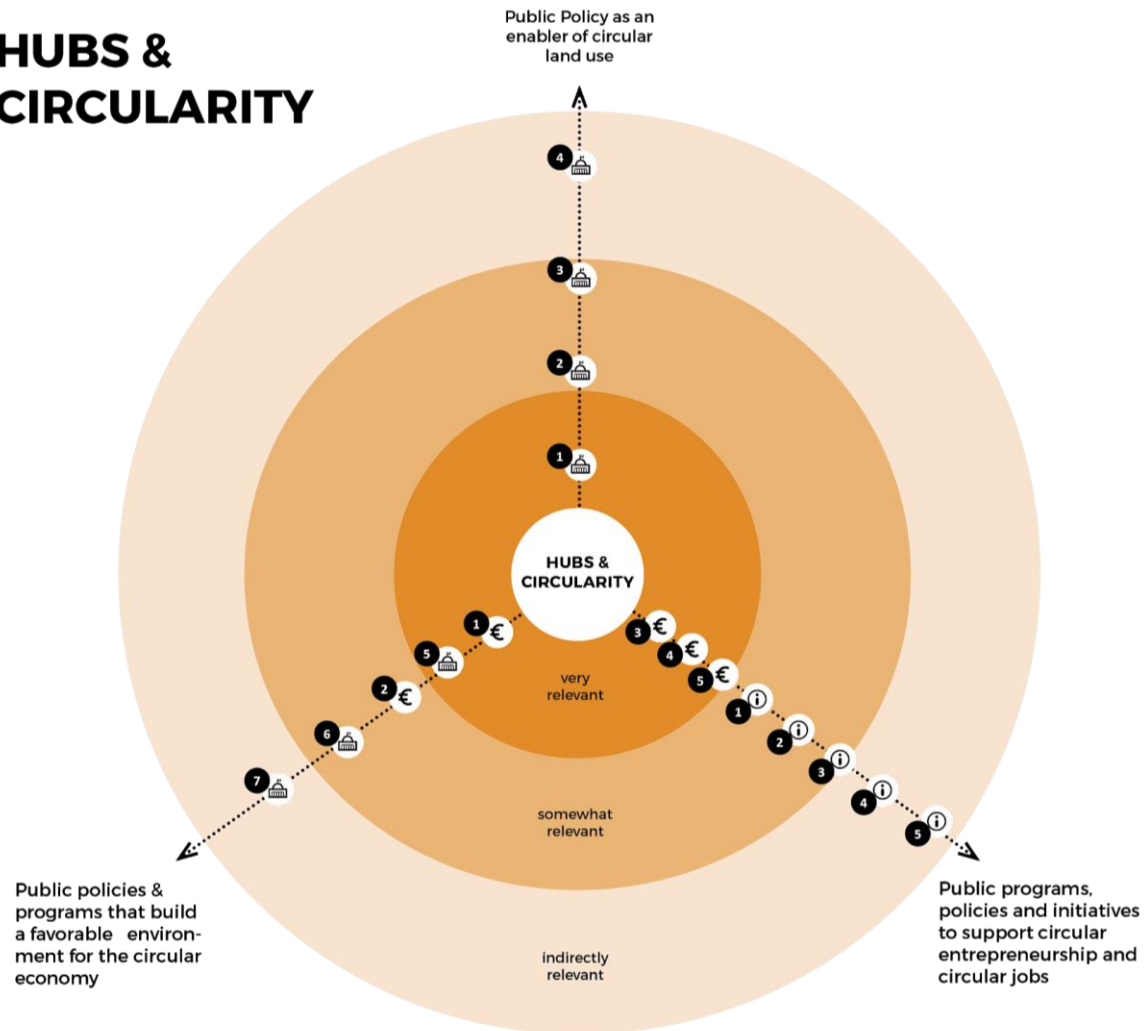 HUBS &
CIRCULARITY
Public Policy as an
enabler of circular
land use
4
3
2
1
HUBS &
CIRCULARITY
1
€
5
2
€
6
7
3
€
4
€
5
€
1
i
2
i
3
i
4
i
5
i
very
relevant
somewhat
relevant
indirectly
relevant
Public policies &
programs that build
a favorable environ-
ment for the circular
economy
Public programs,
policies and initiatives
to support circular
entrepreneurship and
circular jobs